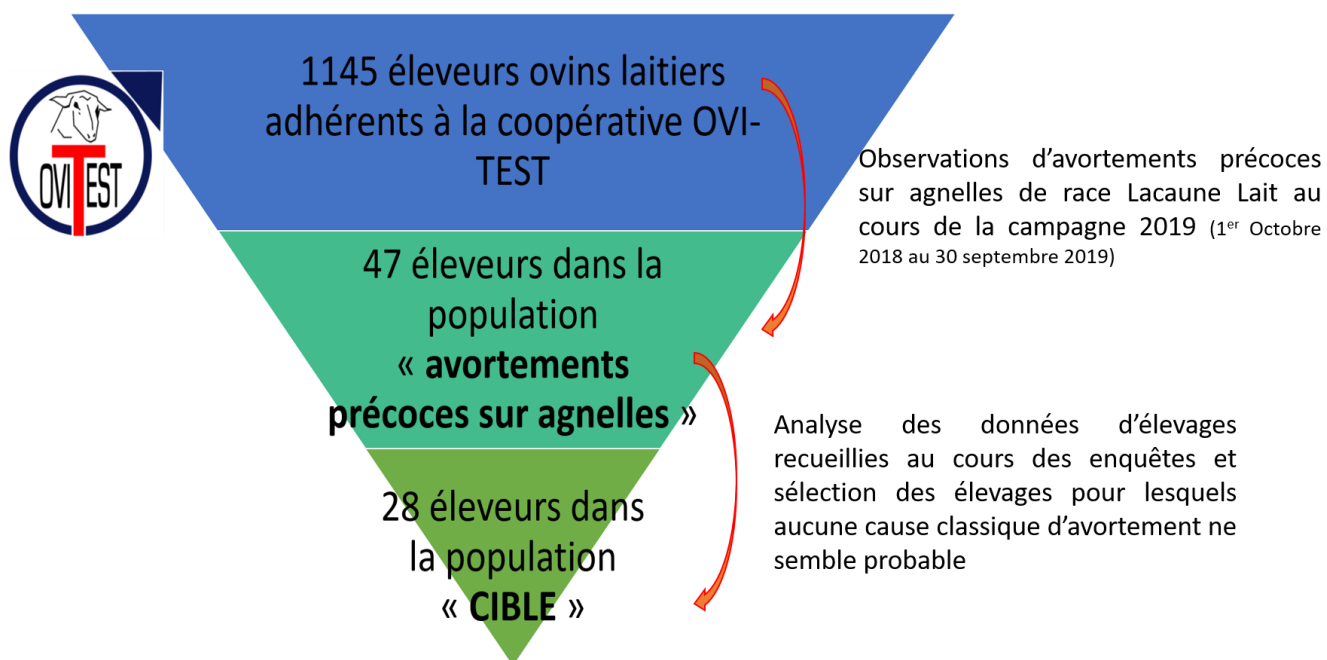 1145 éleveurs ovins laitiers
adhérents à la coopérative OVI-
TEST
OVITEST
Observations d’avortements précoces
sur agnelles de race Lacaune Lait au
cours de la campagne 2019 (1er Octobre
2018 au 30 septembre 2019)
47 éleveurs dans la
population
« avortements
précoces sur agnelles »
Analyse des données d’élevages
recueillies au cours des enquêtes et
sélection des élevages pour lesquels
aucune cause classique d’avortement ne
semble probable
28 éleveurs dans
la population
« CIBLE »